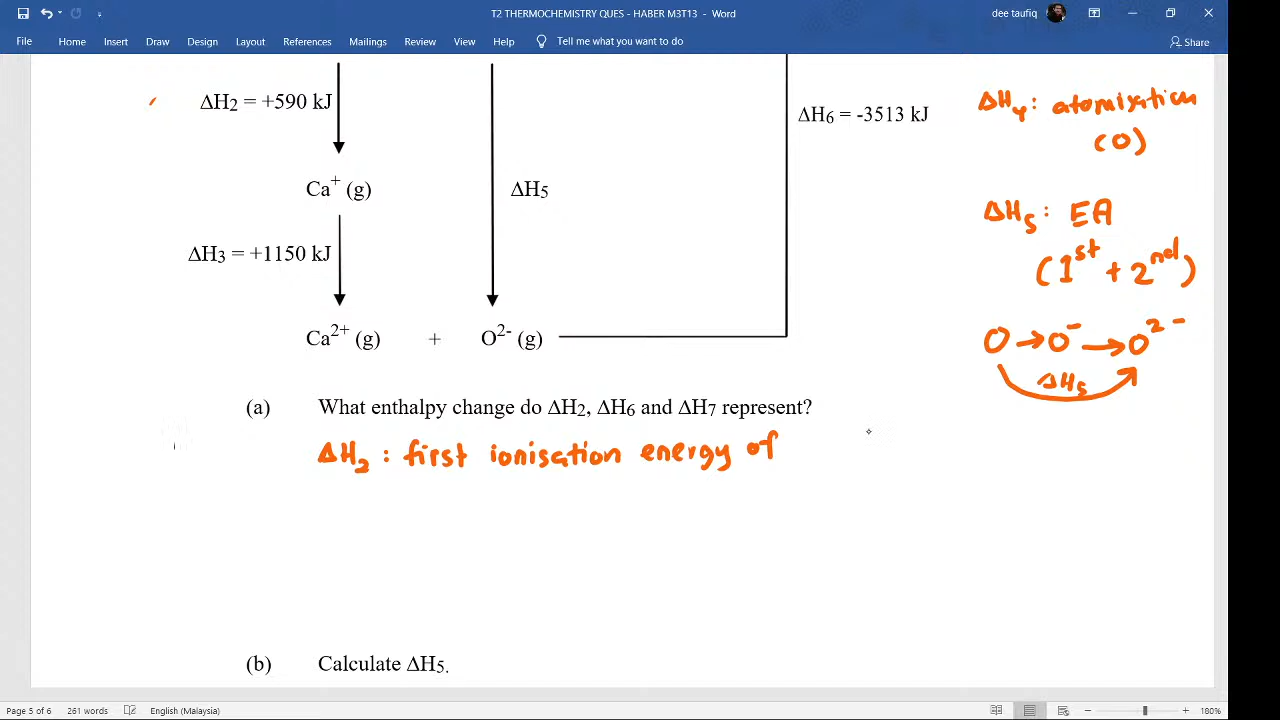 T2 THERMOCHEMISTRY QUES - HABER M3T13 - Word
dee taufiq
File Home Insert Draw Design Layout References Mailings Review View Help Tell me what you want to do Share
ΔH2 = +590 kJ
ΔH6 = -3513 kJ
ΔH4 : atomisation
(O)
Ca⁺ (g)
ΔH5
ΔH5 : EA
(1st + 2nd)
ΔH3 = +1150 kJ
Ca²⁺ (g) + O²⁻ (g)
O → O⁻ → O²⁻
ΔH5
(a) What enthalpy change do ΔH2, ΔH6 and ΔH7 represent?
ΔH2 : first ionisation energy of
(b) Calculate ΔH5.
Page 5 of 6 261 words English (Malaysia) 180%